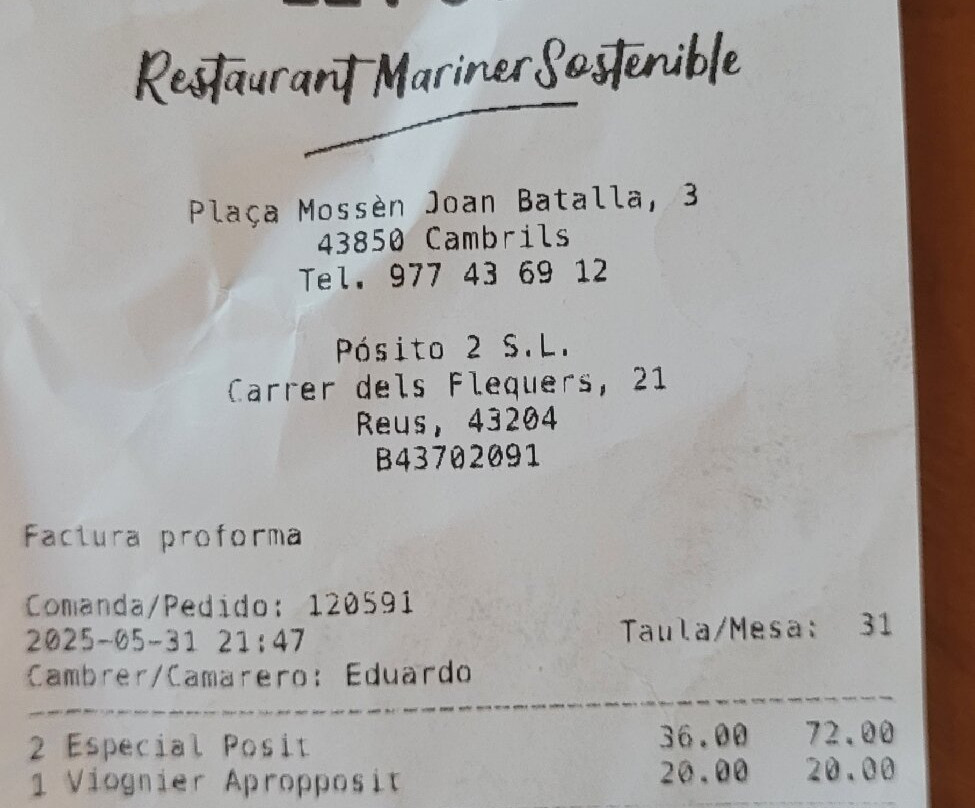 Restaurant Mariner Sostenible
Plaça Mossèn Joan Batalla, 3
43850 Cambrils
Tel. 977 43 69 12
Pósito 2 S.L.
Carrer dels Flequers, 21
Reus, 43204
B43702091
Factura proforma
Comanda/Pedido: 120591
2025-05-31 21:47 Taula/Mesa: 31
Cambrer/Camarero: Eduardo
2 Especial Posit 36.00 72.00
1 Viognier Apropposit 20.00 20.00